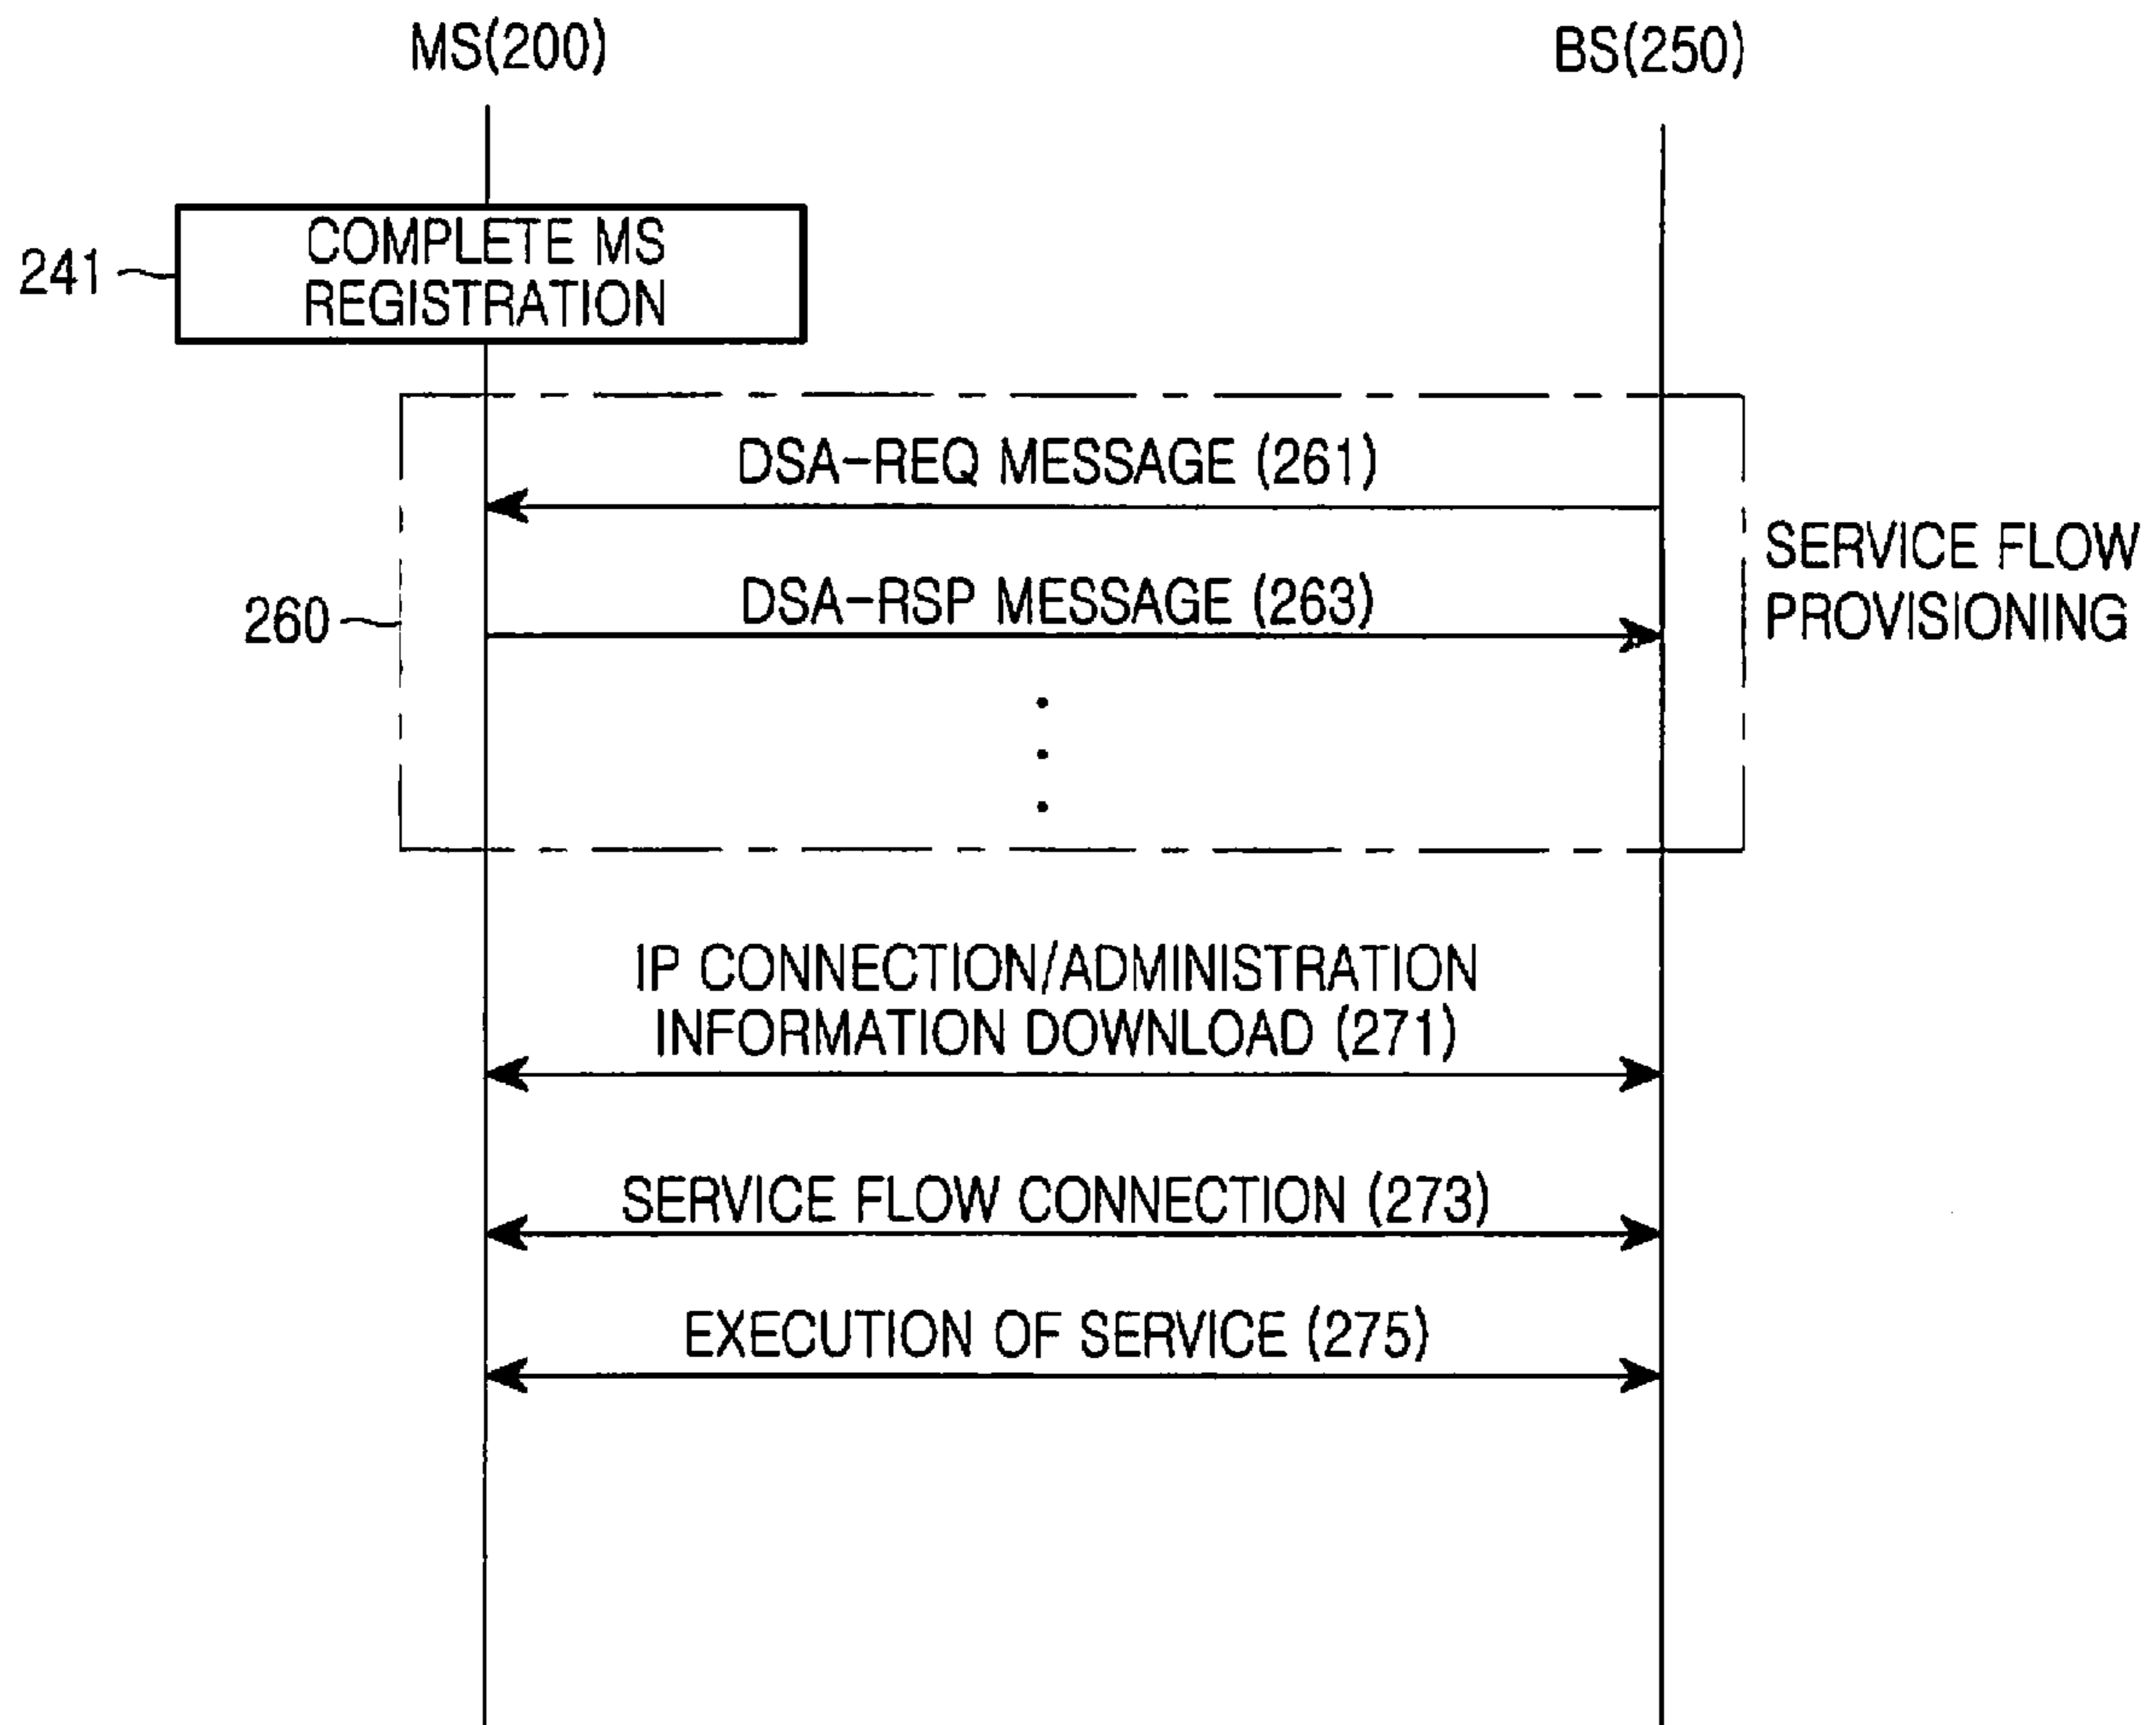 MS(200)
BS(250)
241
COMPLETE MS
REGISTRATION
DSA-REQ MESSAGE (261)
DSA-RSP MESSAGE (263)
260
SERVICE FLOW
PROVISIONING
IP CONNECTION/ADMINISTRATION
INFORMATION DOWNLOAD (271)
SERVICE FLOW CONNECTION (273)
EXECUTION OF SERVICE (275)